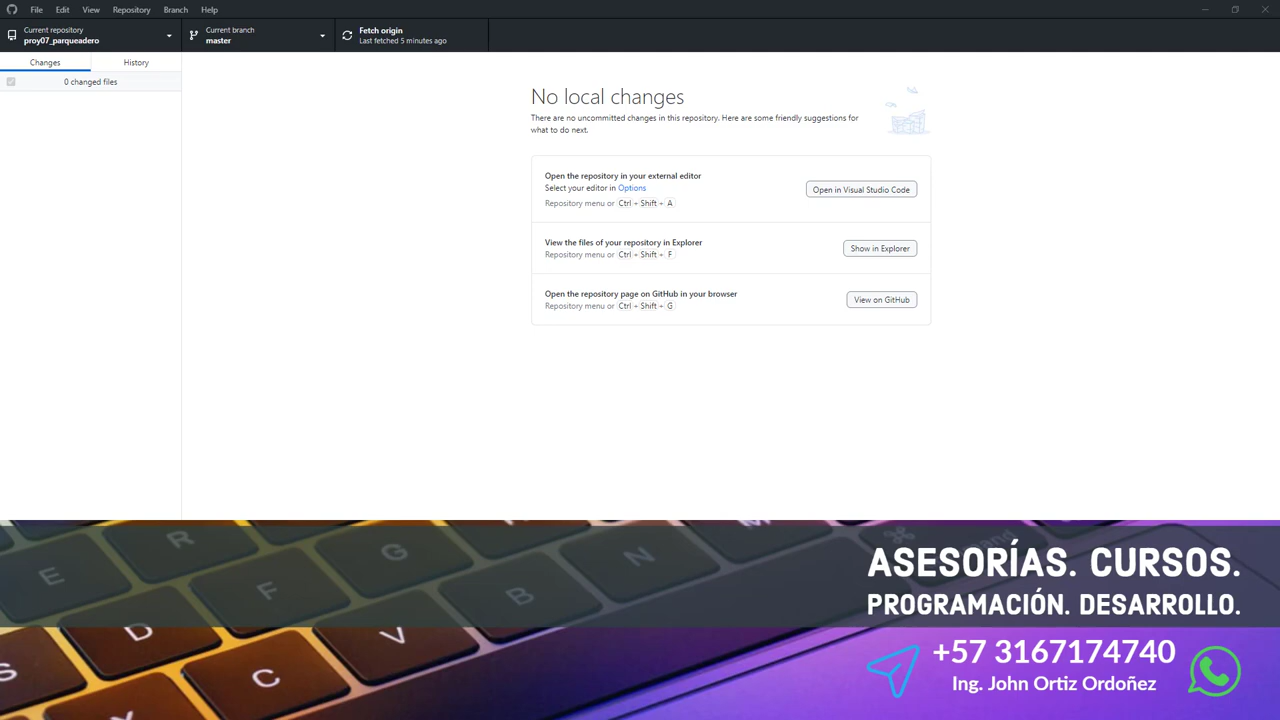 File Edit View Repository Branch Help
Current repository
proy07_parqueadero
Current branch
master
Fetch origin
Last fetched 5 minutes ago
Changes History
0 changed files
No local changes
There are no uncommitted changes in this repository. Here are some friendly suggestions for
what to do next.
Open the repository in your external editor
Select your editor in Options
Repository menu or Ctrl + Shift + A
Open in Visual Studio Code
View the files of your repository in Explorer
Repository menu or Ctrl + Shift + F
Show in Explorer
Open the repository page on GitHub in your browser
Repository menu or Ctrl + Shift + G
View on GitHub
E R F G B N D V C S
ASESORÍAS. CURSOS.
PROGRAMACIÓN. DESARROLLO.
+57 3167174740
Ing. John Ortiz Ordoñez